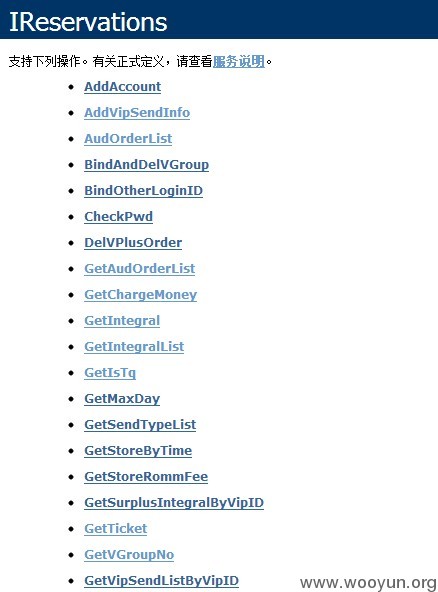 IReservations
支持下列操作。有关正式定义，请查看服务说明。
AddAccount
AddVipSendInfo
AudOrderList
BindAndDelVGroup
BindOtherLoginID
CheckPwd
DelVPlusOrder
GetAudOrderList
GetChargeMoney
GetIntegral
GetIntegralList
GetIsTq
GetMaxDay
GetSendTypeList
GetStoreByTime
GetStoreRommFee
GetSurplusIntegralByVipID
GetTicket
GetVGroupNo
GetVipSendListByVipID
www.wooyun.org